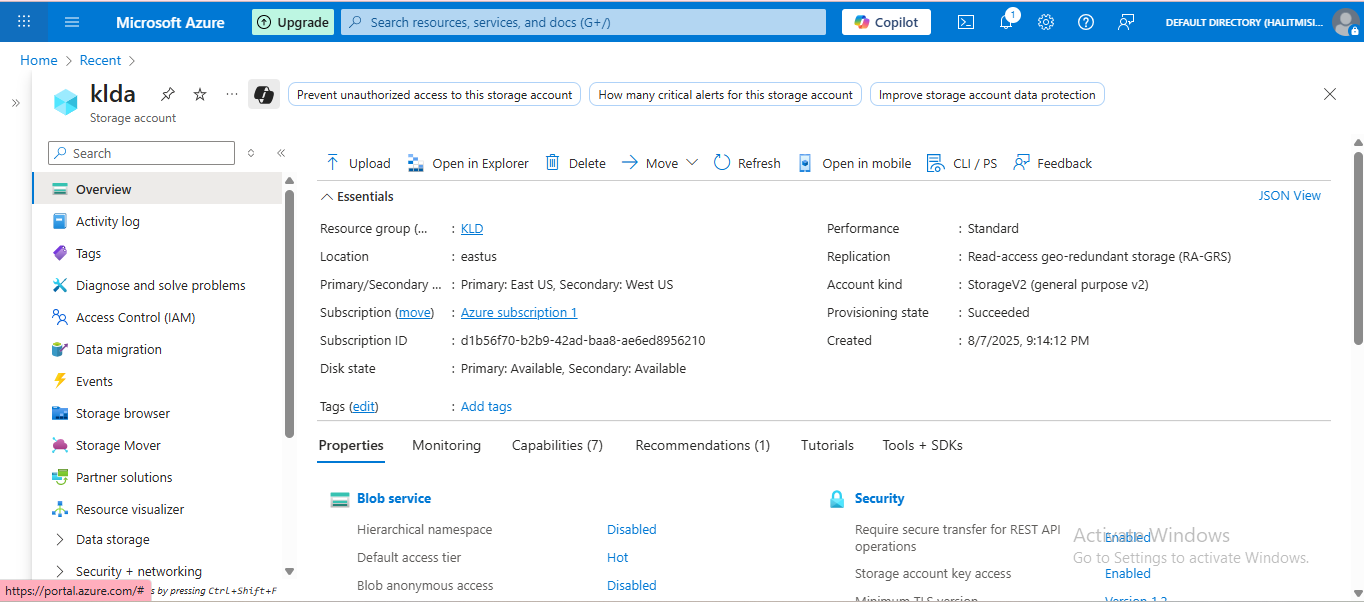 Microsoft Azure
Upgrade
Search resources, services, and docs (G+/)
Copilot
1
DEFAULT DIRECTORY (HALITMISI...
Home > Recent >
klda
Storage account
Prevent unauthorized access to this storage account
How many critical alerts for this storage account
Improve storage account data protection
Search
Overview
Activity log
Tags
Diagnose and solve problems
Access Control (IAM)
Data migration
Events
Storage browser
Storage Mover
Partner solutions
Resource visualizer
Data storage
Security + networking
https://portal.azure.com/#
s by pressing Ctrl+Shift+F
Upload
Open in Explorer
Delete
Move
Refresh
Open in mobile
CLI / PS
Feedback
Essentials
JSON View
Resource group (... : KLD
Location : eastus
Primary/Secondary ... : Primary: East US, Secondary: West US
Subscription (move) : Azure subscription 1
Subscription ID : d1b56f70-b2b9-42ad-baa8-ae6ed8956210
Disk state : Primary: Available, Secondary: Available
Tags (edit) : Add tags
Performance : Standard
Replication : Read-access geo-redundant storage (RA-GRS)
Account kind : StorageV2 (general purpose v2)
Provisioning state : Succeeded
Created : 8/7/2025, 9:14:12 PM
Properties
Monitoring
Capabilities (7)
Recommendations (1)
Tutorials
Tools + SDKs
Blob service
Hierarchical namespace Disabled
Default access tier Hot
Blob anonymous access Disabled
Security
Require secure transfer for REST API
operations
Enabled
Storage account key access Enabled
Minimum TLS version Version 1.2
Activate Windows
Go to Settings to activate Windows.